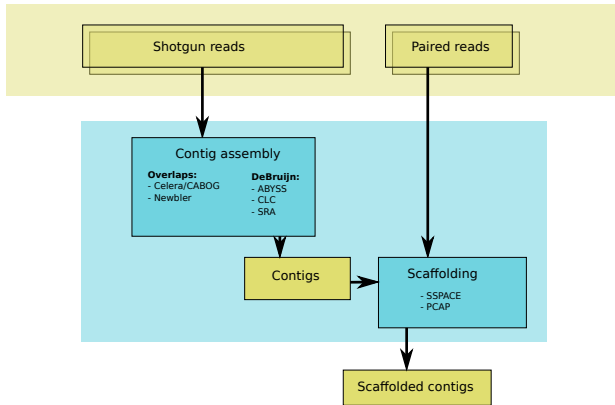 Shotgun reads
Paired reads
Contig assembly
Overlaps:
- Celera/CABOG
- Newbler
DeBruijn:
- ABYSS
- CLC
- SRA
Contigs
Scaffolding
- SSPACE
- PCAP
Scaffolded contigs